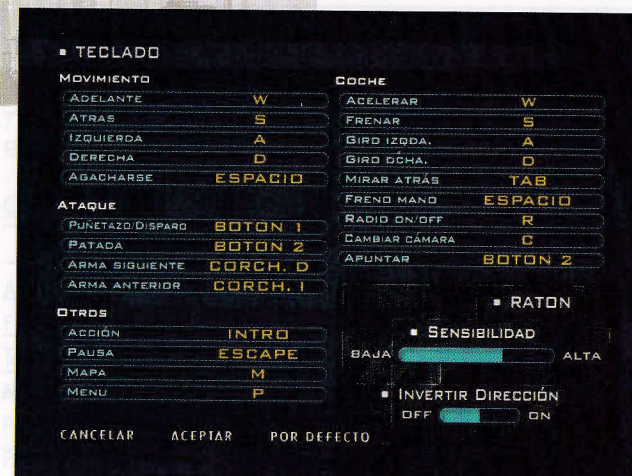 TECLADO
MOVIMIENTO
ADELANTE W
ATRAS S
IZQUIERDA A
DERECHA D
AGACHARSE ESPACIO
ATAQUE
PUÑETAZO/DISPARO BOTON 1
PATADA BOTON 2
ARMA SIGUIENTE CORCH. D
ARMA ANTERIOR CORCH. I
OTROS
ACCIÓN INTRO
PAUSA ESCAPE
MAPA M
MENU P
COCHE
ACELERAR W
FRENAR S
GIRO IZQDA. A
GIRO DCHA. D
MIRAR ATRÁS TAB
FRENO MANO ESPACIO
RADIO ON/OFF R
CAMBIAR CÁMARA C
APUNTAR BOTON 2
RATON
SENSIBILIDAD
BAJA ALTA
INVERTIR DIRECCIÓN
OFF ON
CANCELAR ACEPTAR POR DEFECTO